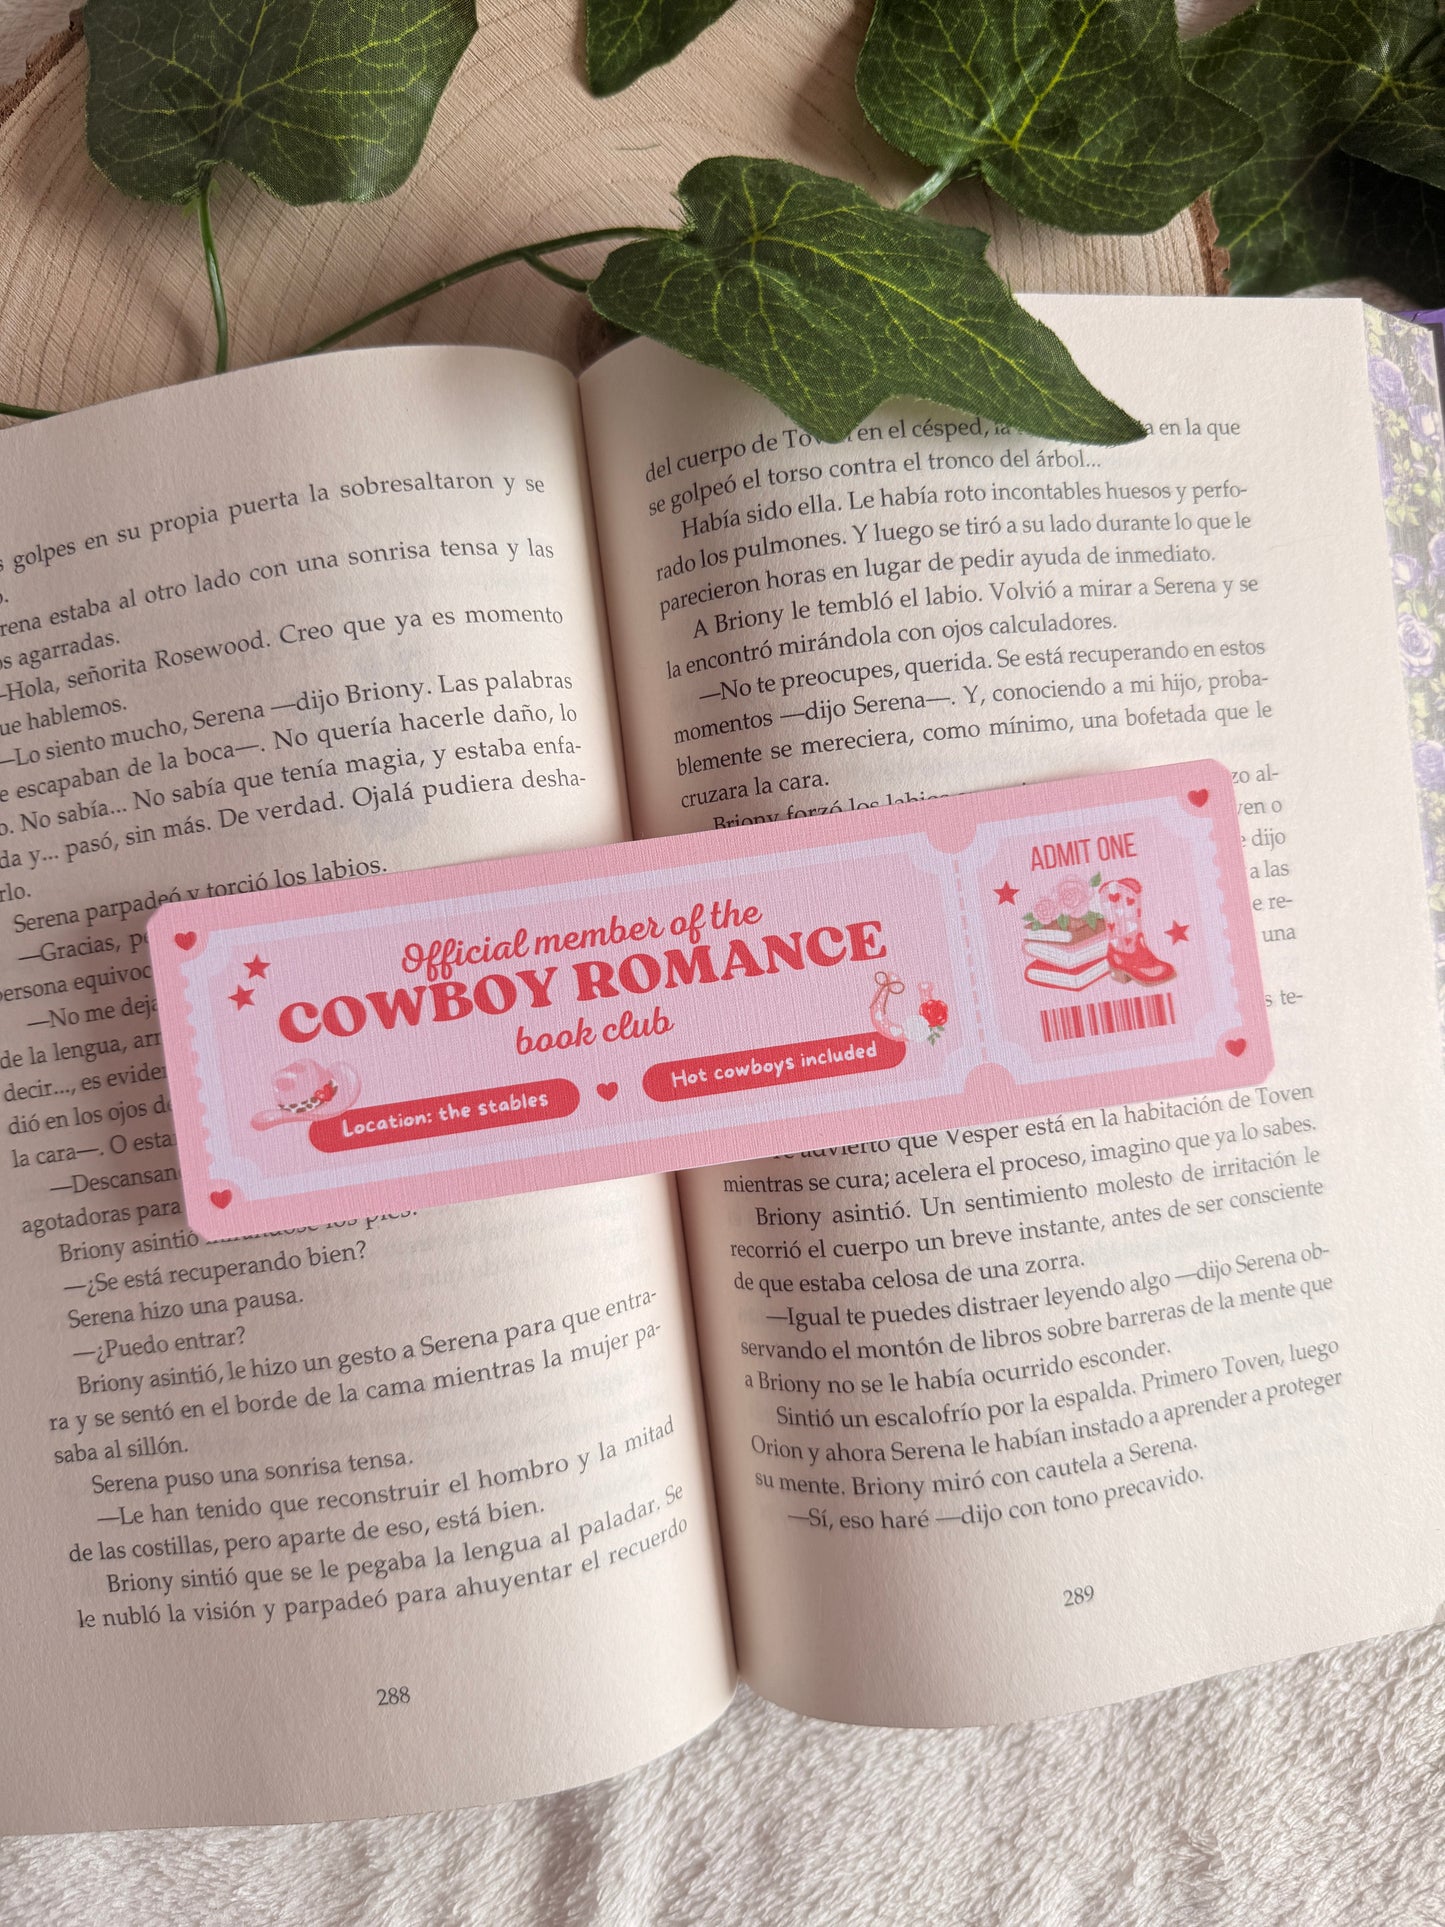 golpes en su propia puerta la sobresaltaron y se
estaba al otro lado con una sonrisa tensa y las
agarradas.
—Hola, señorita Rosewood. Creo que ya es momento
que hablemos.
—Lo siento mucho, Serena —dijo Briony. Las palabras
escapaban de la boca—. No quería hacerle daño, lo
No sabía... No sabía que tenía magia, y estaba enfa-
da y... pasó, sin más. De verdad. Ojalá pudiera desha-
Serena parpadeó y torció los labios.
—Gracias,
—No me
de la lengua,
decir..., es
dió en los ojos
la cara—. O
agotadoras para
Briony asintió
—¿Se está recuperando bien?
Serena hizo una pausa.
—¿Puedo entrar?
Briony asintió, le hizo un gesto a Serena para que entra-
ra y se sentó en el borde de la cama mientras la mujer pa-
saba al sillón.
Serena puso una sonrisa tensa.
—Le han tenido que reconstruir el hombro y la mitad
de las costillas, pero aparte de eso, está bien.
Briony sintió que se le pegaba la lengua al paladar. Se
le nubló la visión y parpadeó para ahuyentar el recuerdo
288
del cuerpo de en el césped, en la que
se golpeó el torso contra el tronco del árbol...
Había sido ella. Le había roto incontables huesos y perfo-
rado los pulmones. Y luego se tiró a su lado durante lo que le
parecieron horas en lugar de pedir ayuda de inmediato.
A Briony le tembló el labio. Volvió a mirar a Serena y se
la encontró mirándola con ojos calculadores.
—No te preocupes, querida. Se está recuperando en estos
momentos —dijo Serena—. Y, conociendo a mi hijo, proba-
blemente se mereciera, como mínimo, una bofetada que le
cruzara la cara.
Briony forzó los labios al-
o
dijo
a las
re-
una
te-
advierto que Vesper está en la habitación de Toven
mientras se cura; acelera el proceso, imagino que ya lo sabes.
Briony asintió. Un sentimiento molesto de irritación le
recorrió el cuerpo un breve instante, antes de ser consciente
de que estaba celosa de una zorra.
—Igual te puedes distraer leyendo algo —dijo Serena ob-
servando el montón de libros sobre barreras de la mente que
a Briony no se le había ocurrido esconder.
Sintió un escalofrío por la espalda. Primero Toven, luego
Orion y ahora Serena le habían instado a aprender a proteger
su mente. Briony miró con cautela a Serena.
—Sí, eso haré —dijo con tono precavido.
289
Official member of the
COWBOY ROMANCE
book club
Location: the stables
Hot cowboys included
ADMIT ONE